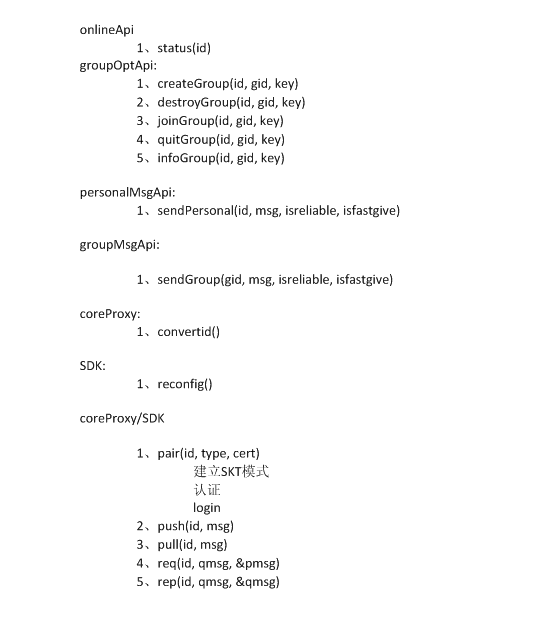 onlineApi
1、status(id)
groupOptApi:
1、createGroup(id, gid, key)
2、destroyGroup(id, gid, key)
3、joinGroup(id, gid, key)
4、quitGroup(id, gid, key)
5、infoGroup(id, gid, key)
personalMsgApi:
1、sendPersonal(id, msg, isreliable, isfastgive)
groupMsgApi:
1、sendGroup(gid, msg, isreliable, isfastgive)
coreProxy:
1、convertid()
SDK:
1、reconfig()
coreProxy/SDK
1、pair(id, type, cert)
建立SKT模式
认证
login
2、push(id, msg)
3、pull(id, msg)
4、req(id, qmsg, &pmsg)
5、rep(id, qmsg, &qmsg)